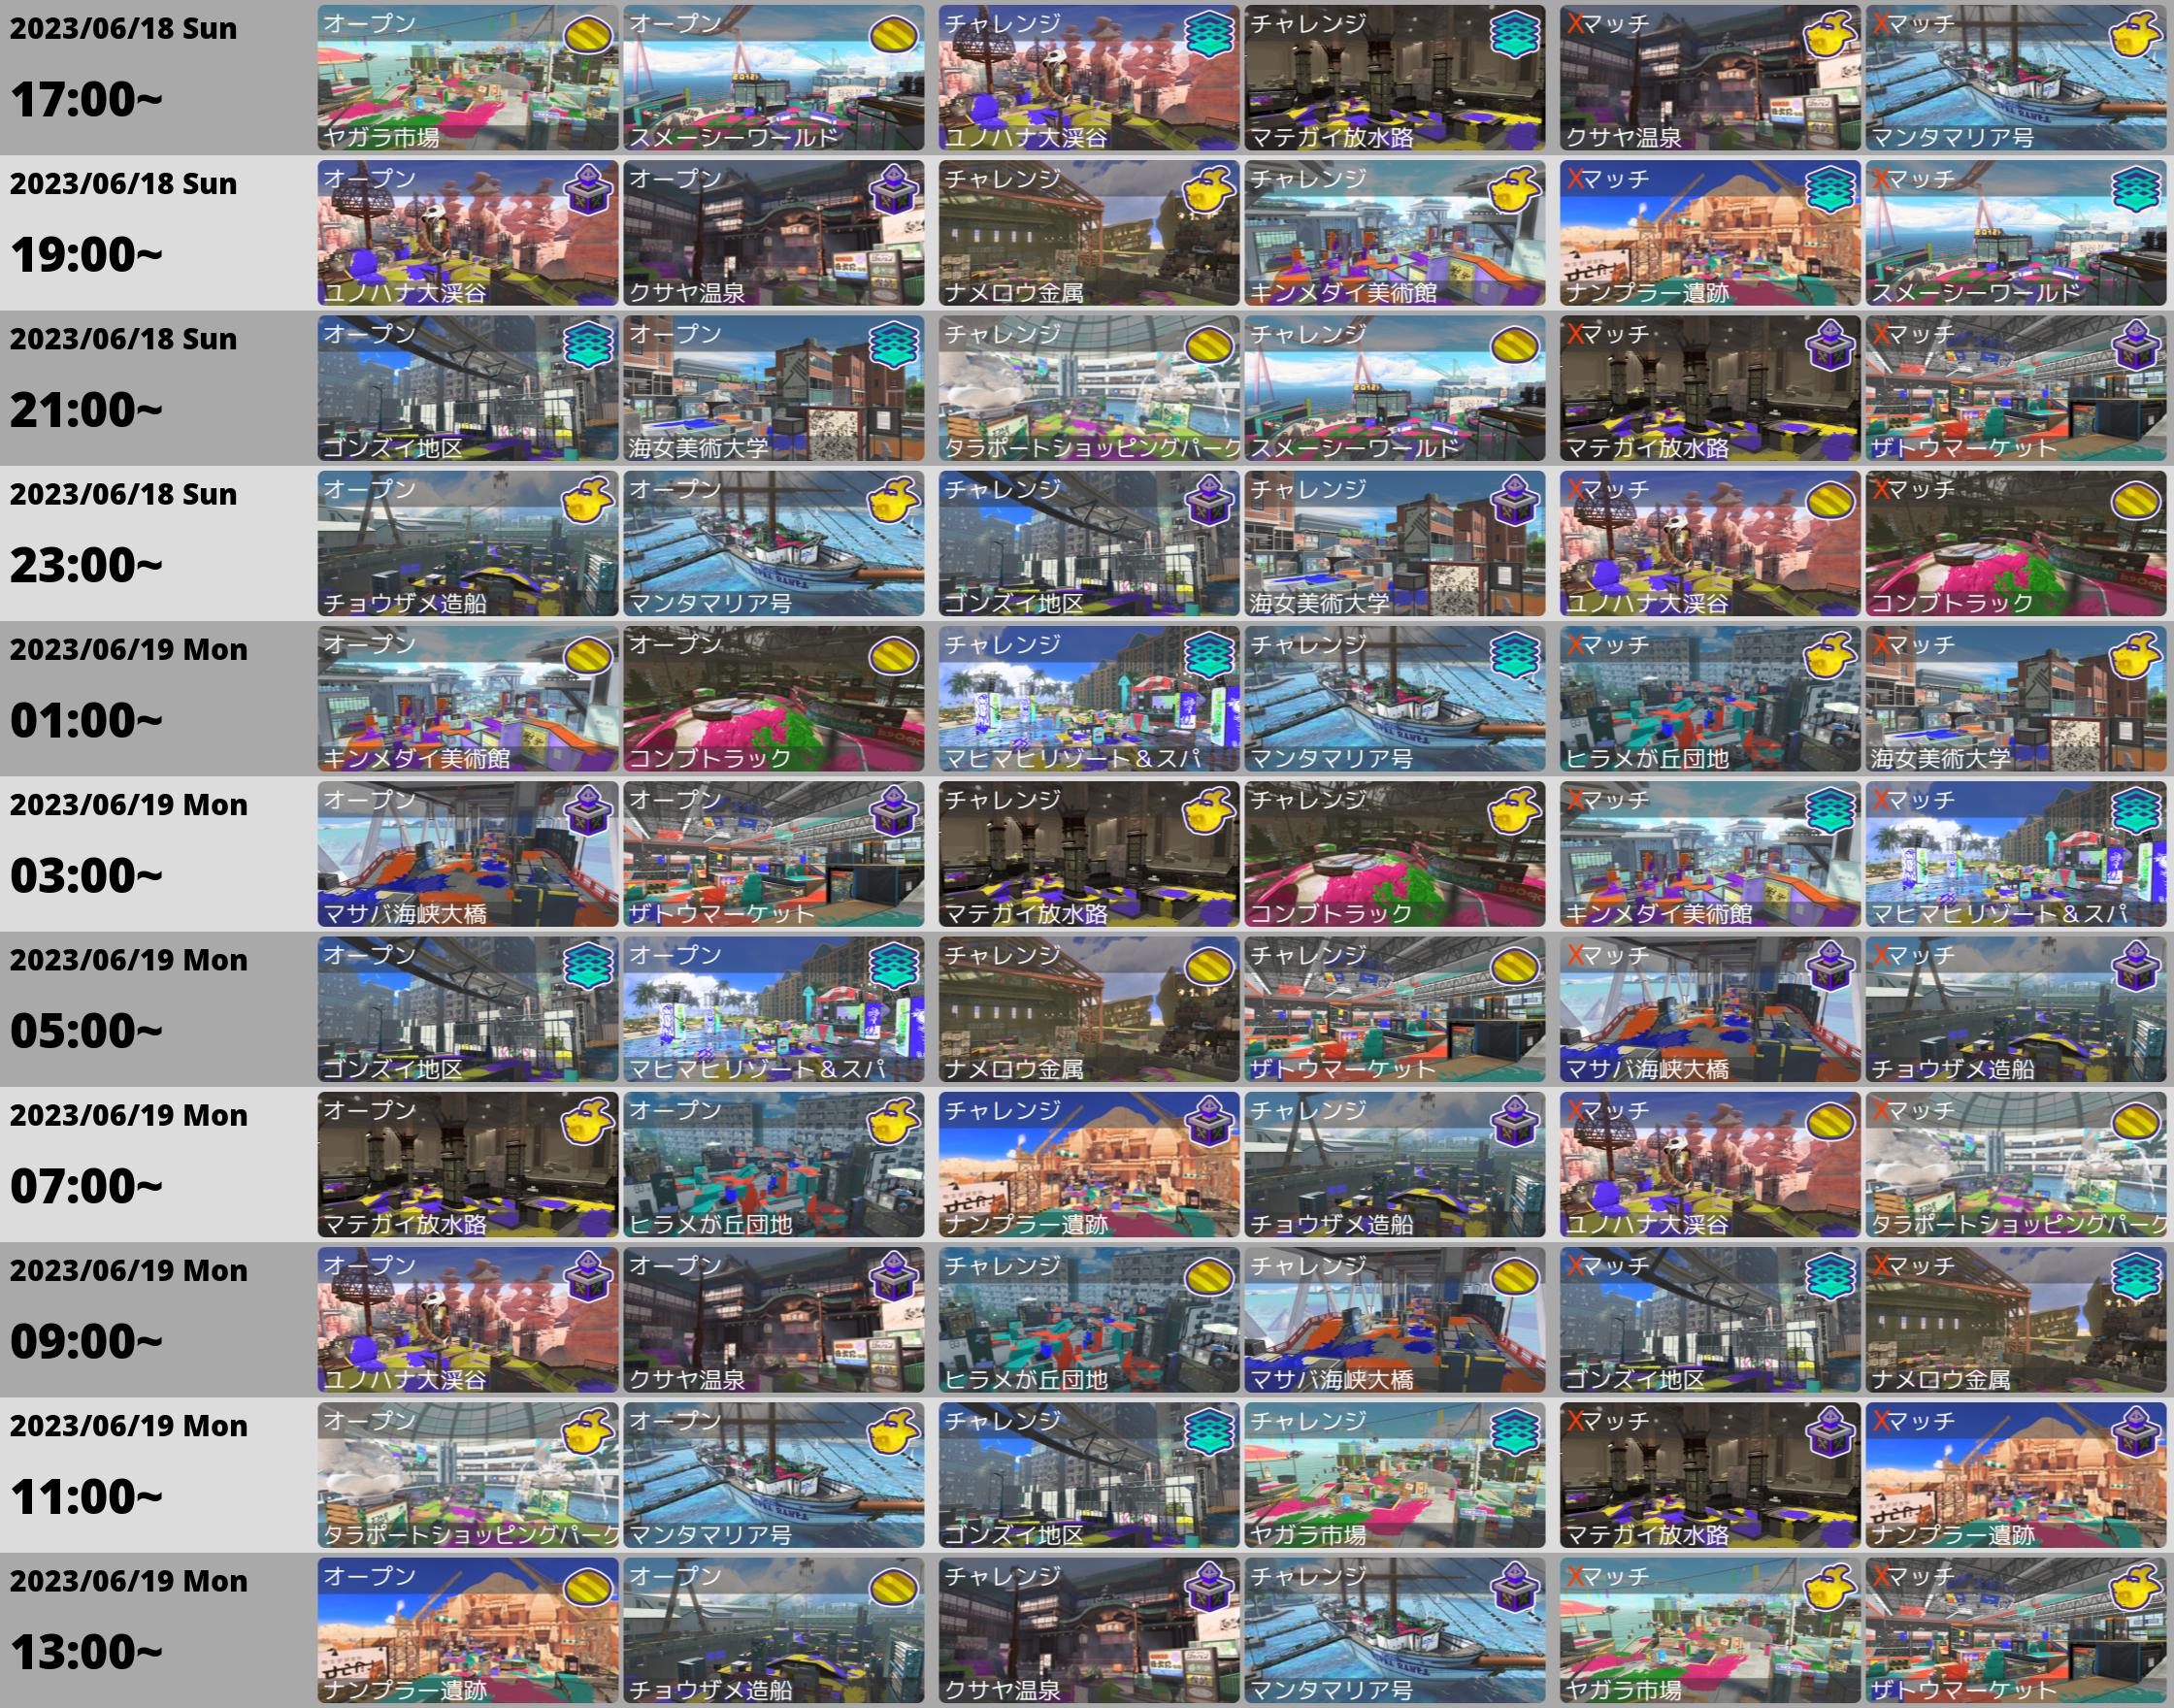 2023/06/18 Sun
17:00~
オープン オープン チャレンジ チャレンジ Xマッチ Xマッチ
ヤガラ市場 スメーシーワールド ユノハナ大渓谷 マテガイ放水路 クサヤ温泉 マンタマリア号
2023/06/18 Sun
19:00~
オープン オープン チャレンジ チャレンジ Xマッチ Xマッチ
ユノハナ大渓谷 クサヤ温泉 ナメロウ金属 キンメダイ美術館 ナンプラー遺跡 スメーシーワールド
2023/06/18 Sun
21:00~
オープン オープン チャレンジ チャレンジ Xマッチ Xマッチ
ゴンズイ地区 海女美術大学 タラポートショッピングパーク スメーシーワールド マテガイ放水路 ザトウマーケット
2023/06/18 Sun
23:00~
オープン オープン チャレンジ チャレンジ Xマッチ Xマッチ
チョウザメ造船 マンタマリア号 ゴンズイ地区 海女美術大学 ユノハナ大渓谷 コンブトラック
2023/06/19 Mon
01:00~
オープン オープン チャレンジ チャレンジ Xマッチ Xマッチ
キンメダイ美術館 コンブトラック マヒマヒリゾート＆スパ マンタマリア号 ヒラメが丘団地 海女美術大学
2023/06/19 Mon
03:00~
オープン オープン チャレンジ チャレンジ Xマッチ Xマッチ
マサバ海峡大橋 ザトウマーケット マテガイ放水路 コンブトラック キンメダイ美術館 マヒマヒリゾート＆スパ
2023/06/19 Mon
05:00~
オープン オープン チャレンジ チャレンジ Xマッチ Xマッチ
ゴンズイ地区 マヒマヒリゾート＆スパ ナメロウ金属 ザトウマーケット マサバ海峡大橋 チョウザメ造船
2023/06/19 Mon
07:00~
オープン オープン チャレンジ チャレンジ Xマッチ Xマッチ
マテガイ放水路 ヒラメが丘団地 ナンプラー遺跡 チョウザメ造船 ユノハナ大渓谷 タラポートショッピングパーク
2023/06/19 Mon
09:00~
オープン オープン チャレンジ チャレンジ Xマッチ Xマッチ
ユノハナ大渓谷 クサヤ温泉 ヒラメが丘団地 マサバ海峡大橋 ゴンズイ地区 ナメロウ金属
2023/06/19 Mon
11:00~
オープン オープン チャレンジ チャレンジ Xマッチ Xマッチ
タラポートショッピングパーク マンタマリア号 ゴンズイ地区 ヤガラ市場 マテガイ放水路 ナンプラー遺跡
2023/06/19 Mon
13:00~
オープン オープン チャレンジ チャレンジ Xマッチ Xマッチ
ナンプラー遺跡 チョウザメ造船 クサヤ温泉 マンタマリア号 ヤガラ市場 ザトウマーケット